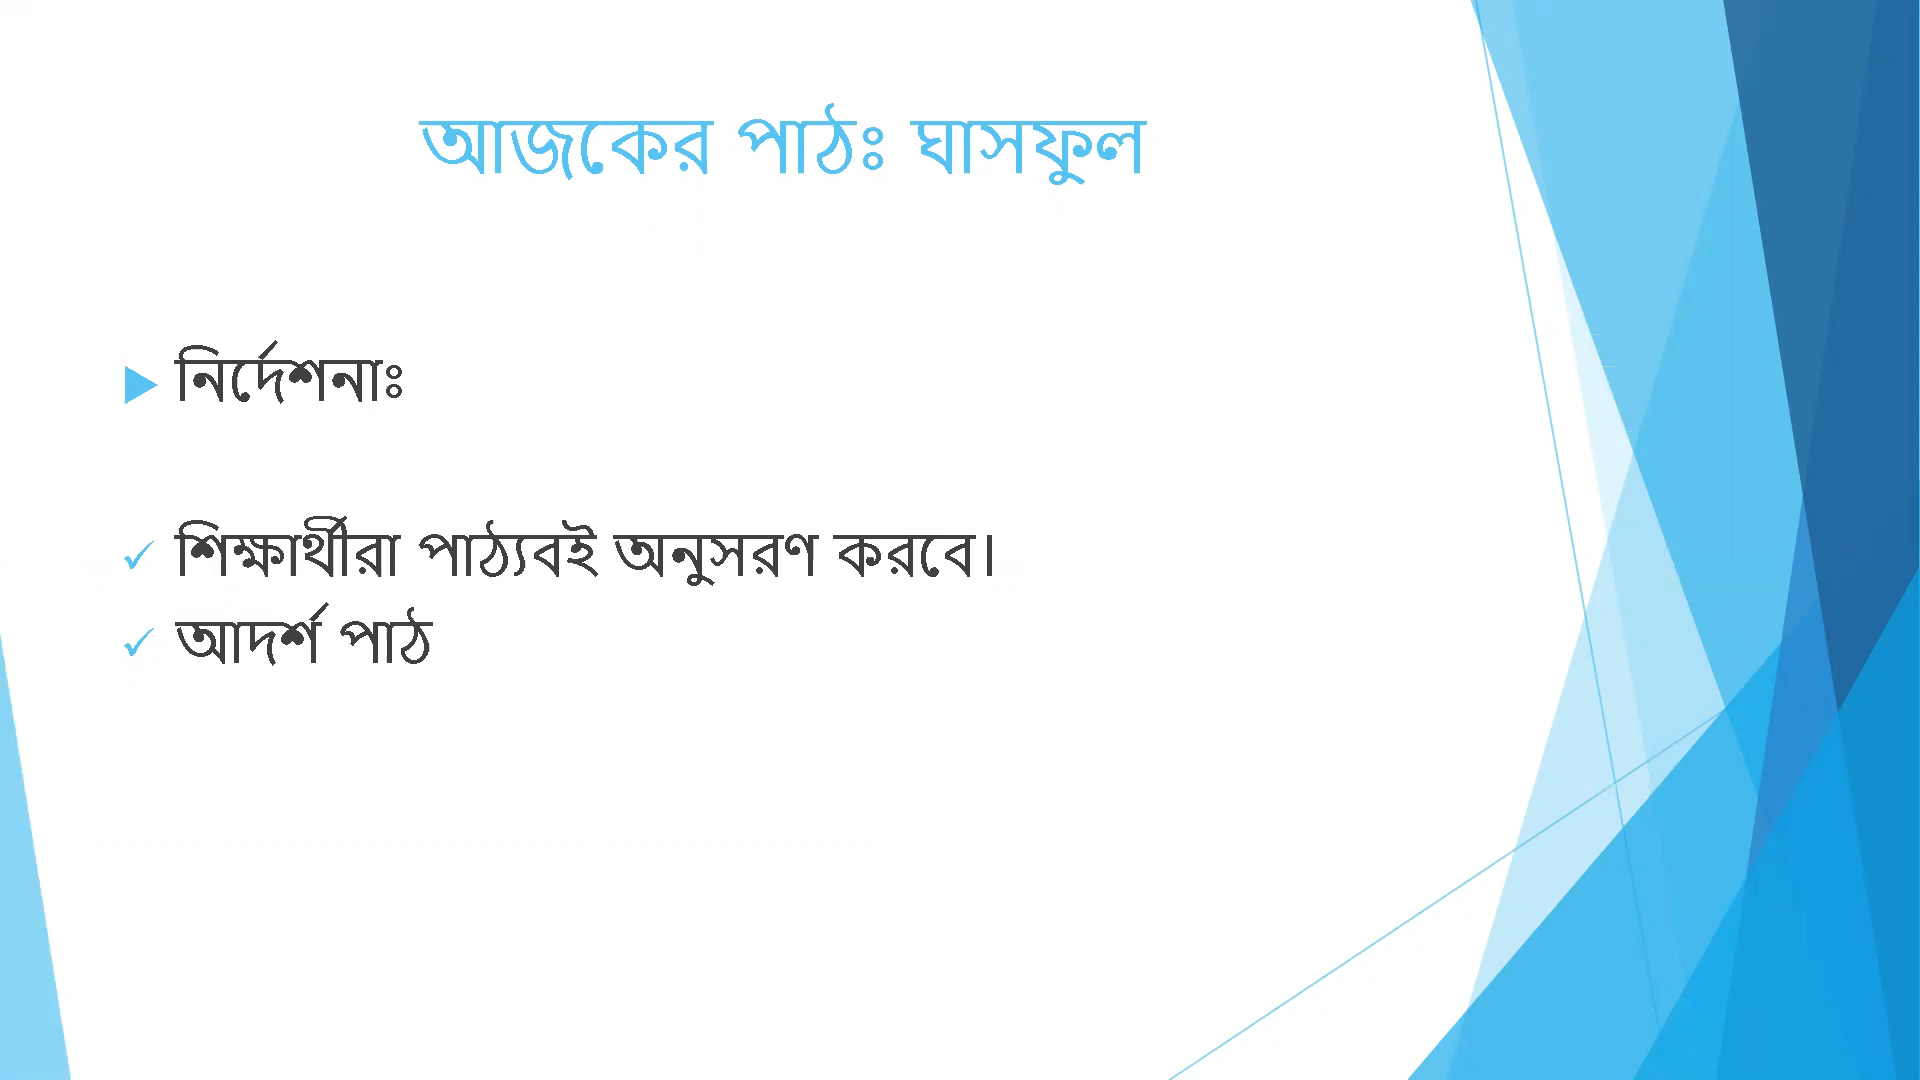 আজকের পাঠঃ ঘাসফুল
নির্দেশনাঃ
শিক্ষার্থীরা পাঠ্যবই অনুসরণ করবে।
আদর্শ পাঠ